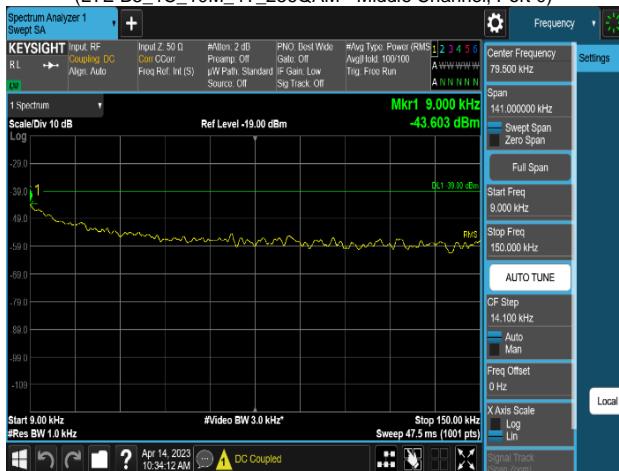 Spectrum Analyzer 1
Swept SA
Frequency
KEYSIGHT
RL
Input: RF
Coupling: DC
Align: Auto
Input Z: 50 Ω
Corr CCorr
Freq Ref: Int (S)
#Atten: 2 dB
Preamp: Off
µW Path: Standard
Source: Off
PNO: Best Wide
Gate: Off
IF Gain: Low
Sig Track: Off
#Avg Type: Power (RMS
Avg|Hold: 100/100
Trig: Free Run
1 2 3 4 5 6
A W W W W W
A N N N N N
1 Spectrum
Scale/Div 10 dB
Log
Ref Level -19.00 dBm
Mkr1 9.000 kHz
-43.603 dBm
-29.0
-39.0
-49.0
-59.0
-69.0
-79.0
-89.0
-99.0
-109
1
DL1 -39.00 dBm
RMS
Start 9.00 kHz
#Res BW 1.0 kHz
#Video BW 3.0 kHz*
Stop 150.00 kHz
Sweep 47.5 ms (1001 pts)
Center Frequency
79.500 kHz
Settings
Span
141.000000 kHz
Swept Span
Zero Span
Full Span
Start Freq
9.000 kHz
Stop Freq
150.000 kHz
AUTO TUNE
CF Step
14.100 kHz
Auto
Man
Freq Offset
0 Hz
X Axis Scale
Log
Lin
Local
Signal Track
(Span Zoom)
?
Apr 14, 2023
10:34:12 AM
DC Coupled